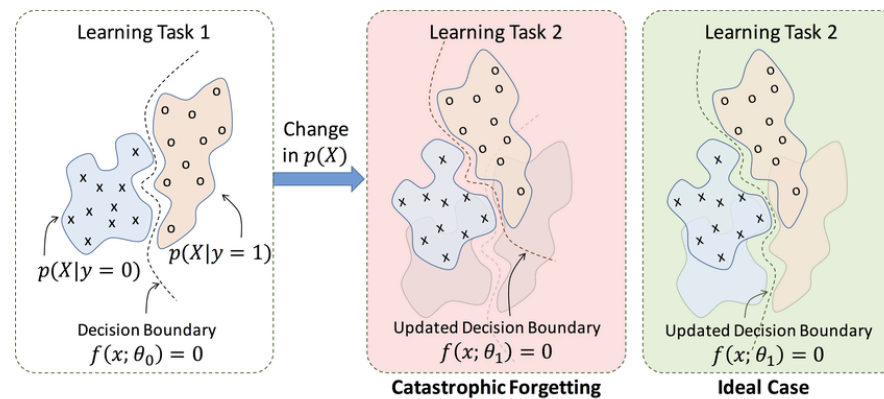 Learning Task 1
p(X|y = 0)
p(X|y = 1)
Decision Boundary
f(x; θ₀) = 0
Change
in p(X)
Learning Task 2
Updated Decision Boundary
f(x; θ₁) = 0
Catastrophic Forgetting
Learning Task 2
Updated Decision Boundary
f(x; θ₁) = 0
Ideal Case